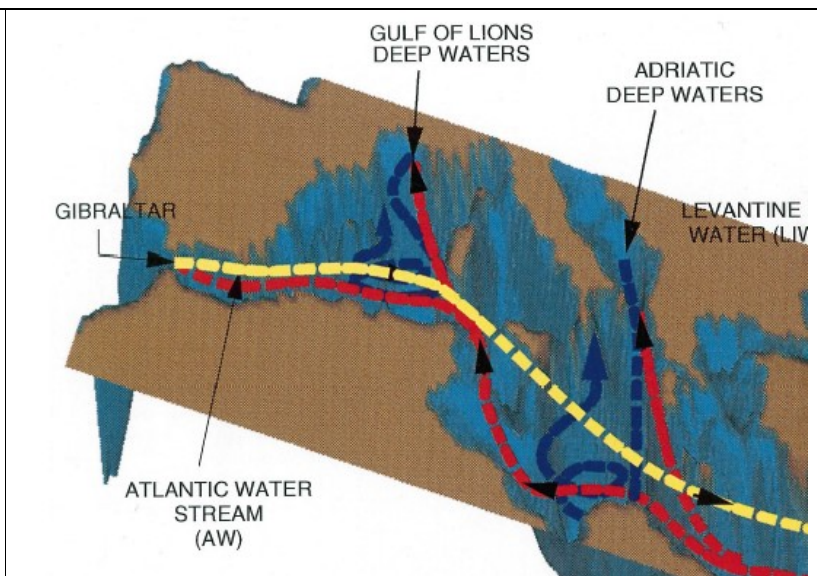 GULF OF LIONS
DEEP WATERS
ADRIATIC
DEEP WATERS
GIBRALTAR
LEVANTINE
WATER (LIW
ATLANTIC WATER
STREAM
(AW)